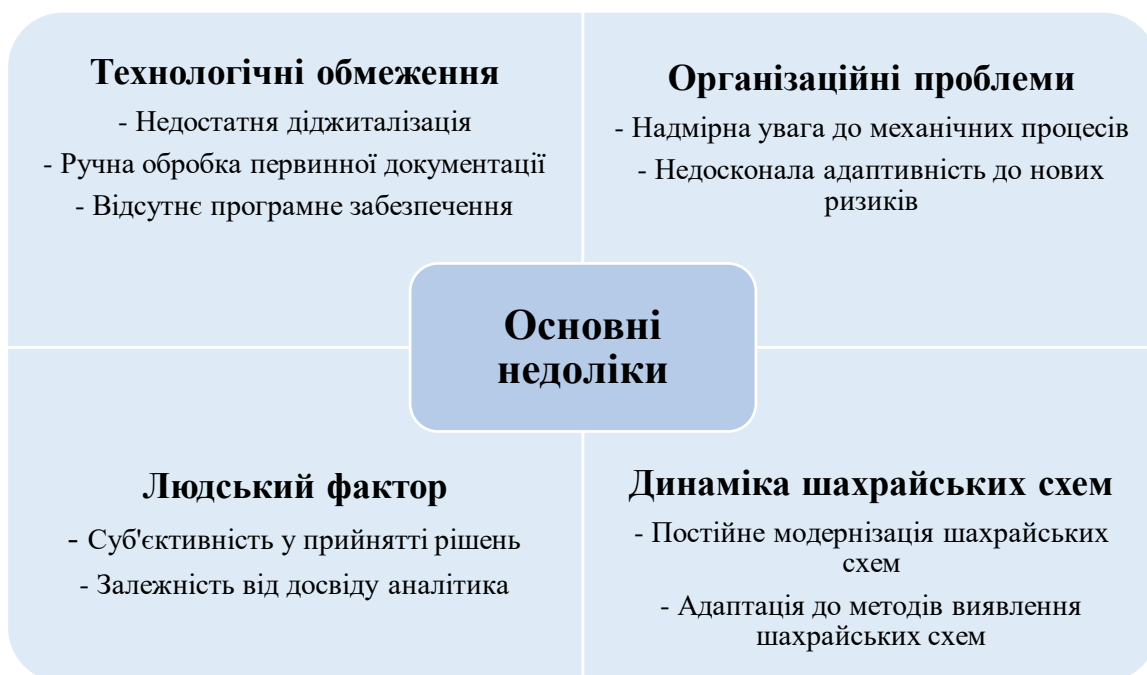 Технологічні обмеження
- Недостатня діджиталізація
- Ручна обробка первинної документації
- Відсутнє програмне забезпечення
Організаційні проблеми
- Надмірна увага до механічних процесів
- Недосконала адаптивність до нових
ризиків
Основні
недоліки
Людський фактор
- Суб'єктивність у прийнятті рішень
- Залежність від досвіду аналітика
Динаміка шахрайських схем
- Постійне модернізація шахрайських
схем
- Адаптація до методів виявлення
шахрайських схем